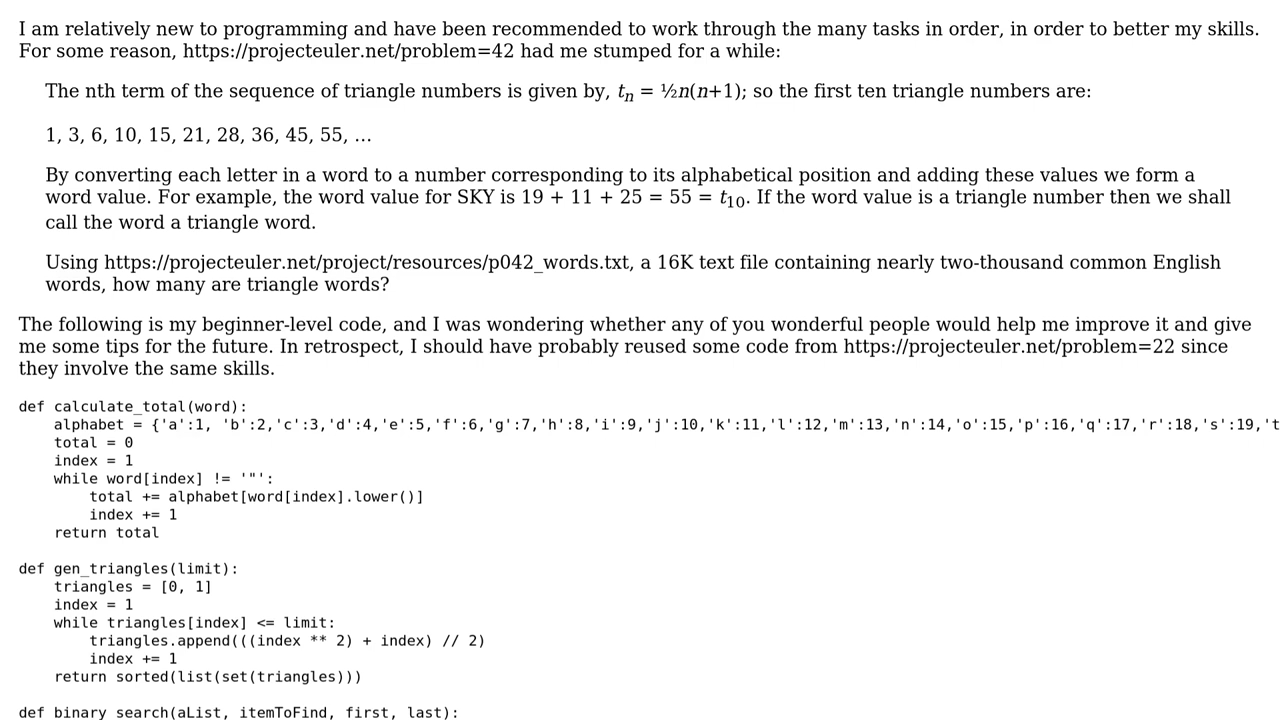 I am relatively new to programming and have been recommended to work through the many tasks in order, in order to better my skills.
For some reason, https://projecteuler.net/problem=42 had me stumped for a while:
The nth term of the sequence of triangle numbers is given by, tn = ½n(n+1); so the first ten triangle numbers are:
1, 3, 6, 10, 15, 21, 28, 36, 45, 55, ...
By converting each letter in a word to a number corresponding to its alphabetical position and adding these values we form a
word value. For example, the word value for SKY is 19 + 11 + 25 = 55 = t10. If the word value is a triangle number then we shall
call the word a triangle word.
Using https://projecteuler.net/project/resources/p042_words.txt, a 16K text file containing nearly two-thousand common English
words, how many are triangle words?
The following is my beginner-level code, and I was wondering whether any of you wonderful people would help me improve it and give
me some tips for the future. In retrospect, I should have probably reused some code from https://projecteuler.net/problem=22 since
they involve the same skills.
def calculate_total(word):
    alphabet = {'a':1, 'b':2,'c':3,'d':4,'e':5,'f':6,'g':7,'h':8,'i':9,'j':10,'k':11,'l':12,'m':13,'n':14,'o':15,'p':16,'q':17,'r':18,'s':19,'t
    total = 0
    index = 1
    while word[index] != '"':
        total += alphabet[word[index].lower()]
        index += 1
    return total
def gen_triangles(limit):
    triangles = [0, 1]
    index = 1
    while triangles[index] <= limit:
        triangles.append(((index ** 2) + index) // 2)
        index += 1
    return sorted(list(set(triangles)))
def binary_search(aList, itemToFind, first, last):